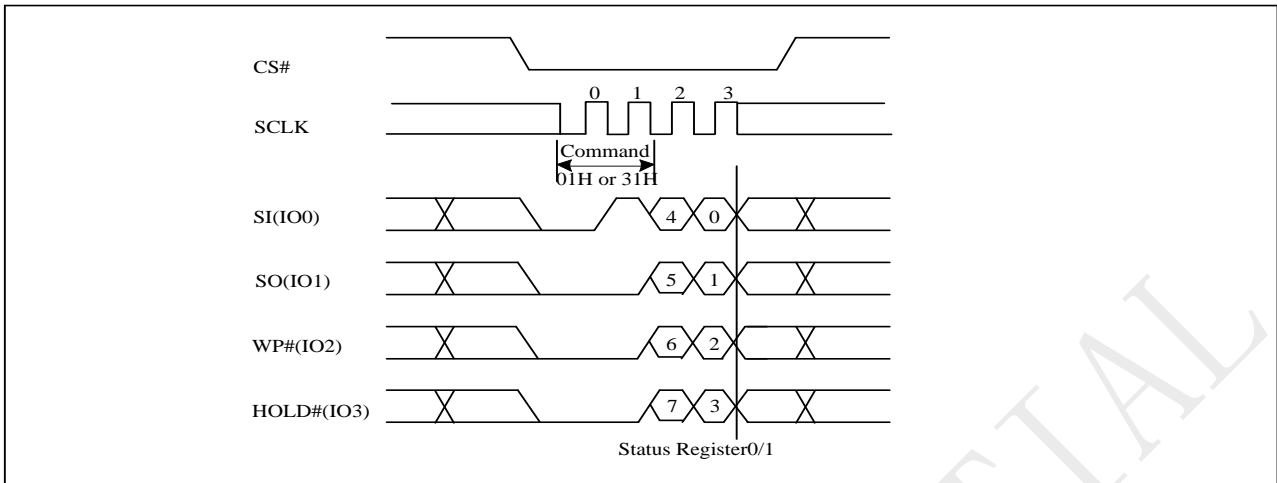 CS#
0 1 2 3
SCLK
Command
01H or 31H
SI(IO0) 4 0
SO(IO1) 5 1
WP#(IO2) 6 2
HOLD#(IO3) 7 3
Status Register0/1
TIAL